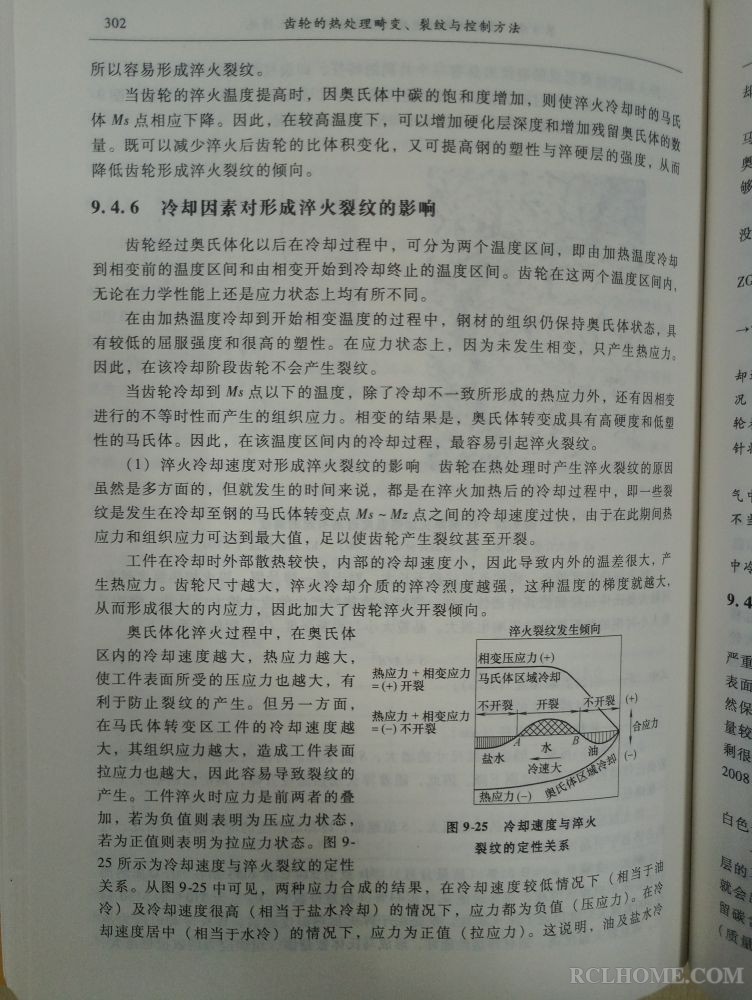 302
齿轮的热处理畸变、裂纹与控制方法
所以容易形成淬火裂纹。
当齿轮的淬火温度提高时，因奥氏体中碳的饱和度增加，则使淬火冷却时的马氏
体 Ms 点相应下降。因此，在较高温度下，可以增加硬化层深度和增加残留奥氏体的数
量。既可以减少淬火后齿轮的比体积变化，又可提高钢的塑性与淬硬层的强度，从而
降低齿轮形成淬火裂纹的倾向。
9.4.6 冷却因素对形成淬火裂纹的影响
齿轮经过奥氏体化以后在冷却过程中，可分为两个温度区间，即由加热温度冷却
到相变前的温度区间和由相变开始到冷却终止的温度区间。齿轮在这两个温度区间内，
无论在力学性能上还是应力状态上均有所不同。
在由加热温度冷却到开始相变温度的过程中，钢材的组织仍保持奥氏体状态，具
有较低的屈服强度和很高的塑性。在应力状态上，因为未发生相变，只产生热应力。
因此，在该冷却阶段齿轮不会产生裂纹。
当齿轮冷却到 Ms 点以下的温度，除了冷却不一致所形成的热应力外，还有因相变
进行的不等时性而产生的组织应力。相变的结果是，奥氏体转变成具有高硬度和低塑
性的马氏体。因此，在该温度区间内的冷却过程，最容易引起淬火裂纹。
（1）淬火冷却速度对形成淬火裂纹的影响 齿轮在热处理时产生淬火裂纹的原因
虽然是多方面的，但就发生的时间来说，都是在淬火加热后的冷却过程中，即一些裂
纹是发生在冷却至钢的马氏体转变点 Ms ~ Mz 点之间的冷却速度过快，由于在此期间热
应力和组织应力可达到最大值，足以使齿轮产生裂纹甚至开裂。
工件在冷却时外部散热较快，内部的冷却速度小，因此导致内外的温差很大，产
生热应力。齿轮尺寸越大，淬火冷却介质的淬冷烈度越强，这种温度的梯度就越大，
从而形成很大的内应力，因此加大了齿轮淬火开裂倾向。
奥氏体化淬火过程中，在奥氏体
区内的冷却速度越大，热应力越大，
使工件表面所受的压应力也越大，有
利于防止裂纹的产生。但另一方面，
在马氏体转变区工件的冷却速度越
大，其组织应力越大，造成工件表面
拉应力也越大，因此容易导致裂纹的
产生。工件淬火时应力是前两者的叠
加，若为负值则表明为压应力状态，
若为正值则表明为拉应力状态。图 9-
25 所示为冷却速度与淬火裂纹的定性
淬火裂纹发生倾向
相变压应力(+)
马氏体区域冷却
热应力 + 相变应力
= (+) 开裂
热应力 + 相变应力
= (−) 不开裂
不开裂
开裂
不开裂
(+)
合应力
(−)
A
B
盐水
水
油
冷速大
奥氏体区域冷却
热应力(−)
图 9-25 冷却速度与淬火
裂纹的定性关系
关系。从图 9-25 中可见，两种应力合成的结果，在冷却速度较低情况下（相当于油
冷）及冷却速度很高（相当于盐水冷却）的情况下，应力都为负值（压应力）。在冷
却速度居中（相当于水冷）的情况下，应力为正值（拉应力）。这说明，油及盐水冷
却
马
奥
够
没
ZG
→
却
况
轮
针
气中
不当
中冷
9.4
严重
表面
然保
量较
剩很
2008
白色
层的
就会
留碳
（质量
RCLHOME.COM